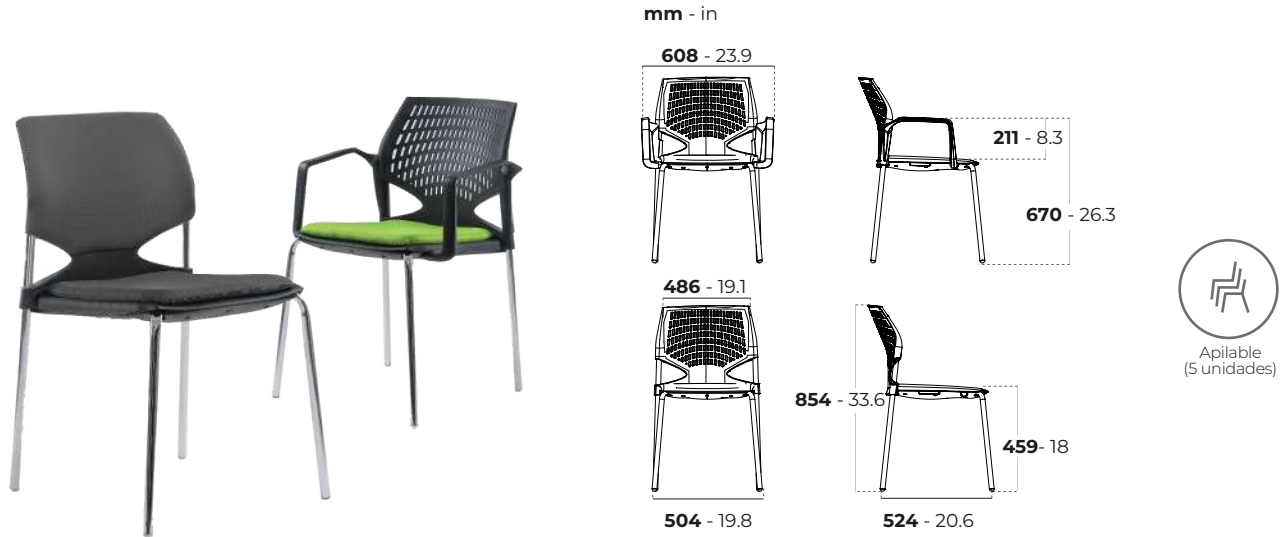 mm - in
608 - 23.9
211 - 8.3
670 - 26.3
486 - 19.1
854 - 33.6
459- 18
504 - 19.8
524 - 20.6
Apilable
(5 unidades)